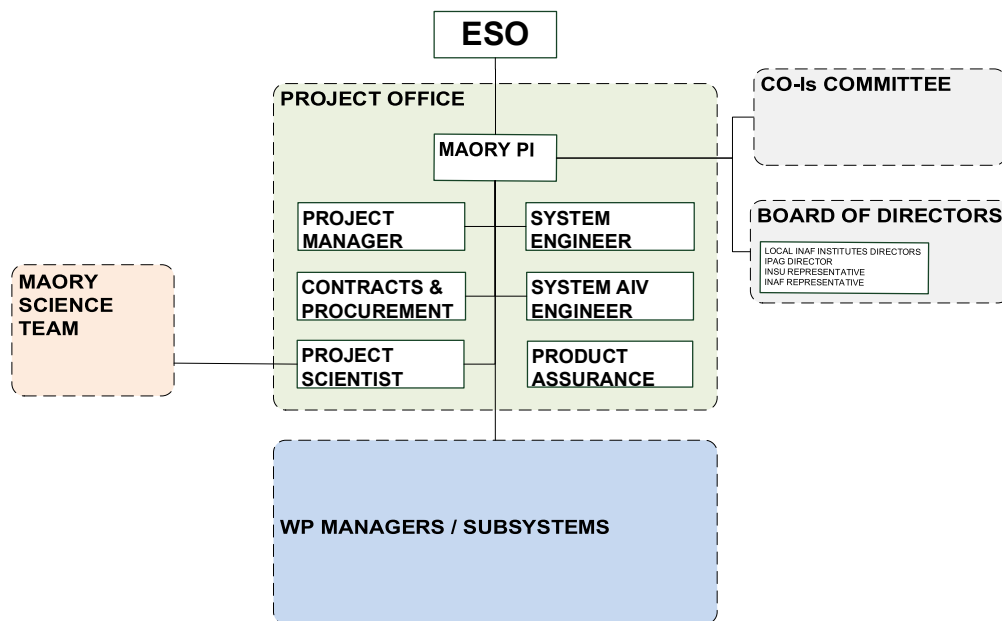 ESO
PROJECT OFFICE
CO-Is COMMITTEE
MAORY PI
PROJECT
MANAGER
SYSTEM
ENGINEER
BOARD OF DIRECTORS
LOCAL INAF INSTITUTES DIRECTORS
IPAG DIRECTOR
INSU REPRESENTATIVE
INAF REPRESENTATIVE
MAORY
SCIENCE
TEAM
CONTRACTS &
PROCUREMENT
SYSTEM AIV
ENGINEER
PROJECT
SCIENTIST
PRODUCT
ASSURANCE
WP MANAGERS / SUBSYSTEMS